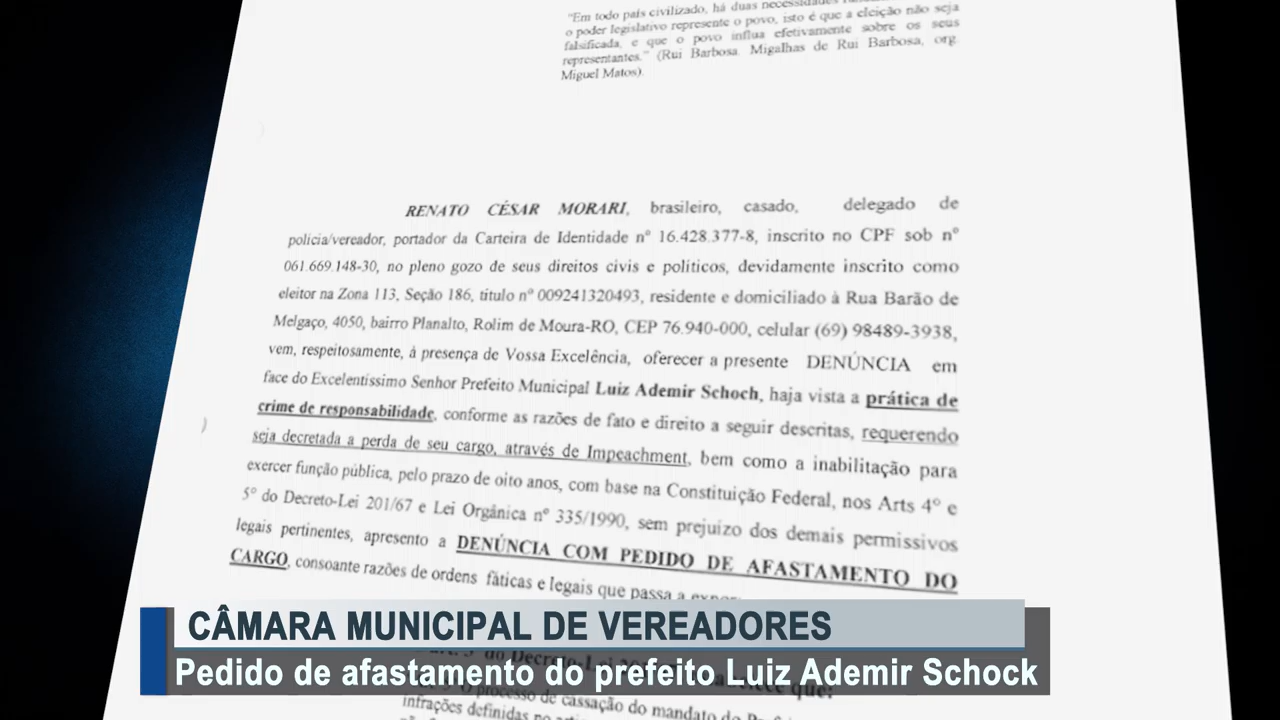 "Em todo país civilizado, há duas necessidades
o poder legislativo represente o povo, isto é que a eleição não seja
falsificada, e que o povo influa efetivamente sobre os seus
representantes." (Rui Barbosa. Migalhas de Rui Barbosa, org.
Miguel Matos).
RENATO CÉSAR MORARI, brasileiro, casado, delegado de
policia/vereador, portador da Carteira de Identidade nº 16.428.377-8, inscrito no CPF sob nº
061.669.148-30, no pleno gozo de seus direitos civis e políticos, devidamente inscrito como
eleitor na Zona 113, Seção 186, título nº 009241320493, residente e domiciliado à Rua Barão de
Melgaço, 4050, bairro Planalto, Rolim de Moura-RO, CEP 76.940-000, celular (69) 98489-3938,
vem, respeitosamente, à presença de Vossa Excelência, oferecer a presente DENÚNCIA em
face do Excelentíssimo Senhor Prefeito Municipal Luiz Ademir Schoch, haja vista a prática de
crime de responsabilidade, conforme as razões de fato e direito a seguir descritas, requerendo
seja decretada a perda de seu cargo, através de Impeachment, bem como a inabilitação para
exercer função pública, pelo prazo de oito anos, com base na Constituição Federal, nos Arts 4º e
5º do Decreto-Lei 201/67 e Lei Orgânica nº 335/1990, sem prejuízo dos demais permissivos
legais pertinentes, apresento a DENÚNCIA COM PEDIDO DE AFASTAMENTO DO
CARGO, consoante razões de ordens fáticas e legais que passa a
CÂMARA MUNICIPAL DE VEREADORES
Pedido de afastamento do prefeito Luiz Ademir Schock
que:
O processo de cassação do mandato do
infrações definidas no